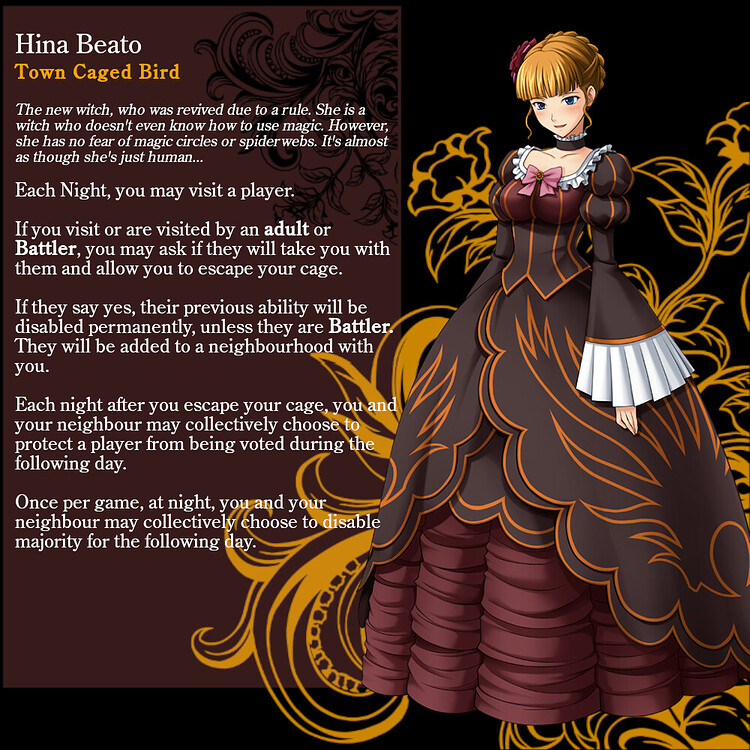 Hina Beato
Town Caged Bird
The new witch, who was revived due to a rule. She is a
witch who doesn't even know how to use magic. However,
she has no fear of magic circles or spiderwebs. It's almost
as though she's just human...
Each Night, you may visit a player.
If you visit or are visited by an adult or
Battler, you may ask if they will take you with
them and allow you to escape your cage.
If they say yes, their previous ability will be
disabled permanently, unless they are Battler.
They will be added to a neighbourhood with
you.
Each night after you escape your cage, you and
your neighbour may collectively choose to
protect a player from being voted during the
following day.
Once per game, at night, you and your
neighbour may collectively choose to disable
majority for the following day.